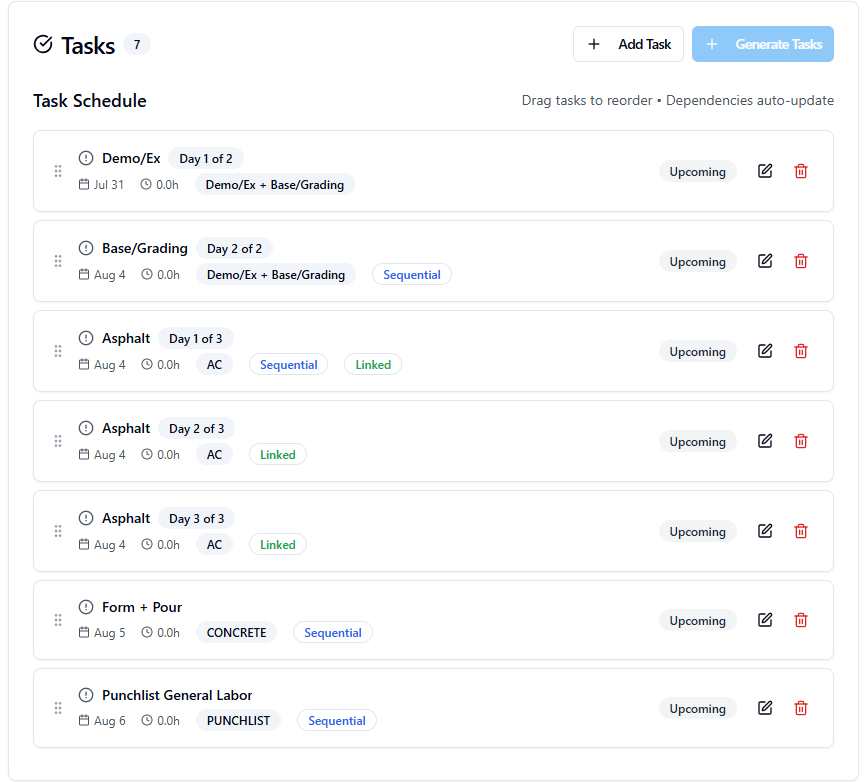 Tasks 7 + Add Task + Generate Tasks
Task Schedule Drag tasks to reorder • Dependencies auto-update
Demo/Ex Day 1 of 2
Jul 31 0.0h Demo/Ex + Base/Grading Upcoming
Base/Grading Day 2 of 2
Aug 4 0.0h Demo/Ex + Base/Grading Sequential Upcoming
Asphalt Day 1 of 3
Aug 4 0.0h AC Sequential Linked Upcoming
Asphalt Day 2 of 3
Aug 4 0.0h AC Linked Upcoming
Asphalt Day 3 of 3
Aug 4 0.0h AC Linked Upcoming
Form + Pour
Aug 5 0.0h CONCRETE Sequential Upcoming
Punchlist General Labor
Aug 6 0.0h PUNCHLIST Sequential Upcoming